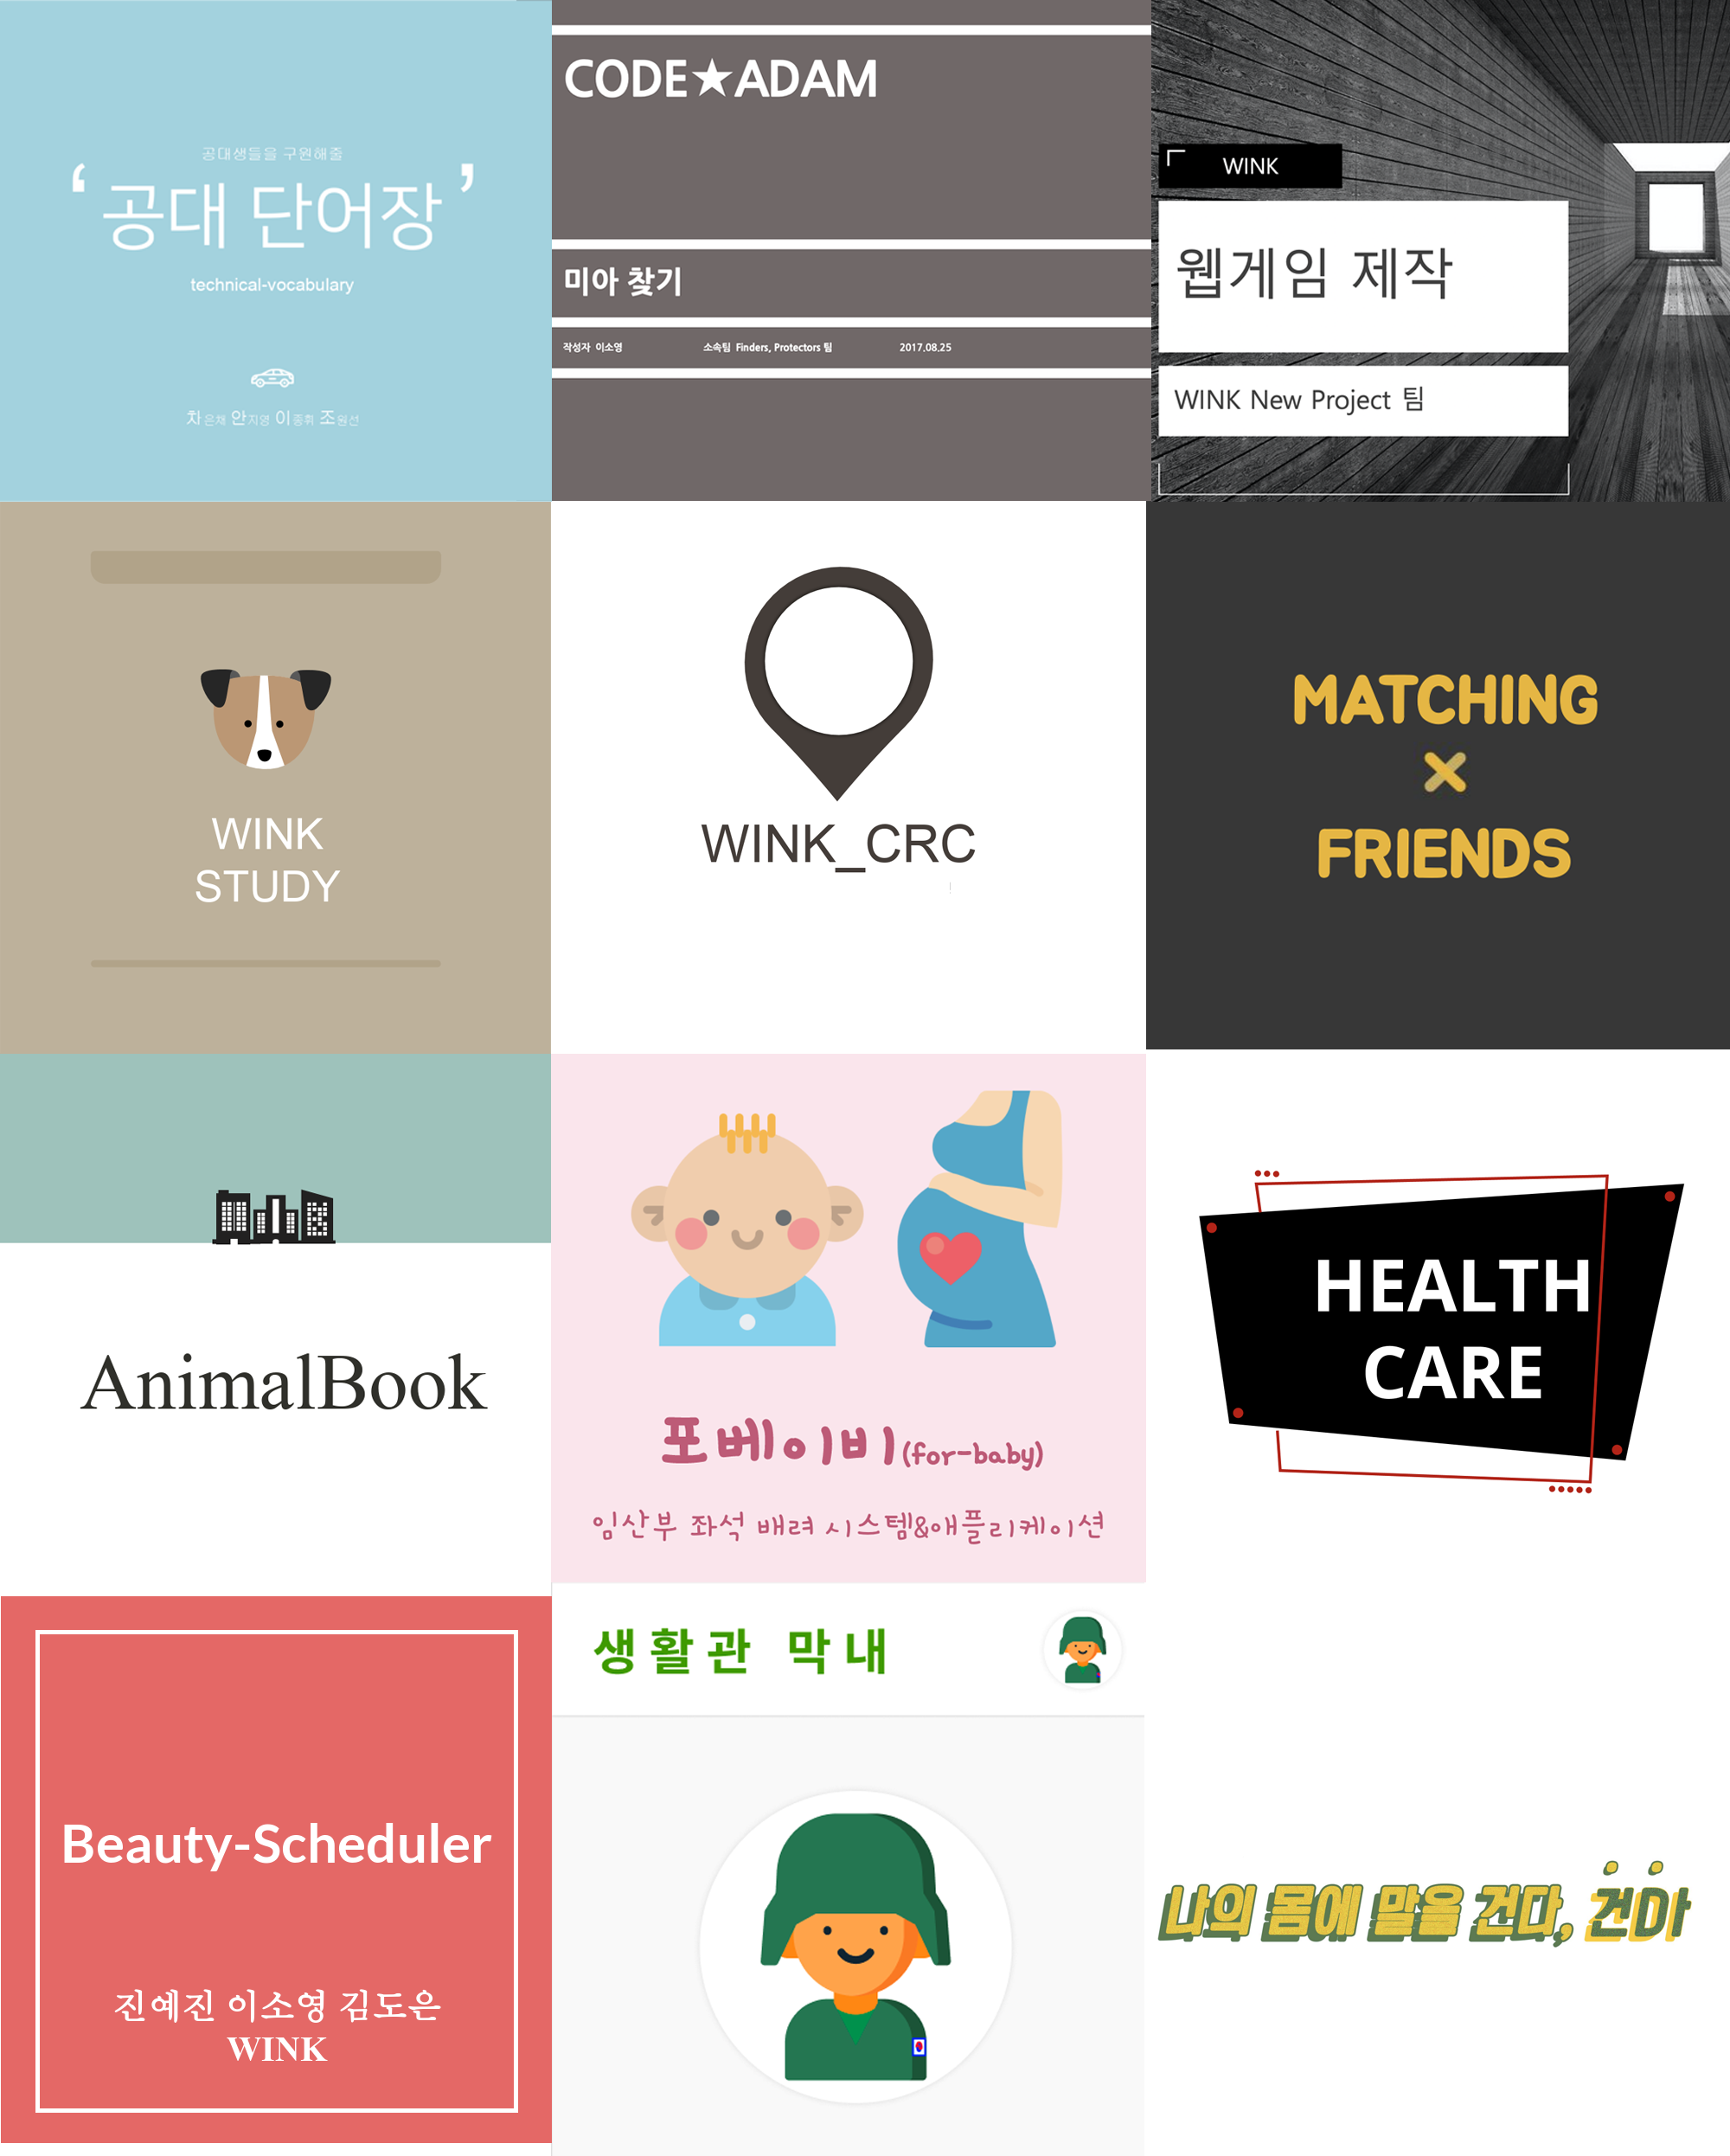 공대생들을 구원해줄
‘ 공대 단어장 ’
technical-vocabulary
차은채 안지영 이종휘 조원선
CODE★ADAM
미아 찾기
작성자 이소영 소속팀 Finders, Protectors 팀 2017.08.25
WINK
웹게임 제작
WINK New Project 팀
WINK
STUDY
WINK_CRC
MATCHING
×
FRIENDS
AnimalBook
포베이비(for-baby)
임산부 좌석 배려 시스템&애플리케이션
HEALTH
CARE
Beauty-Scheduler
진예진 이소영 김도은
WINK
생활관 막내
나의 몸에 말을 건다, 건다